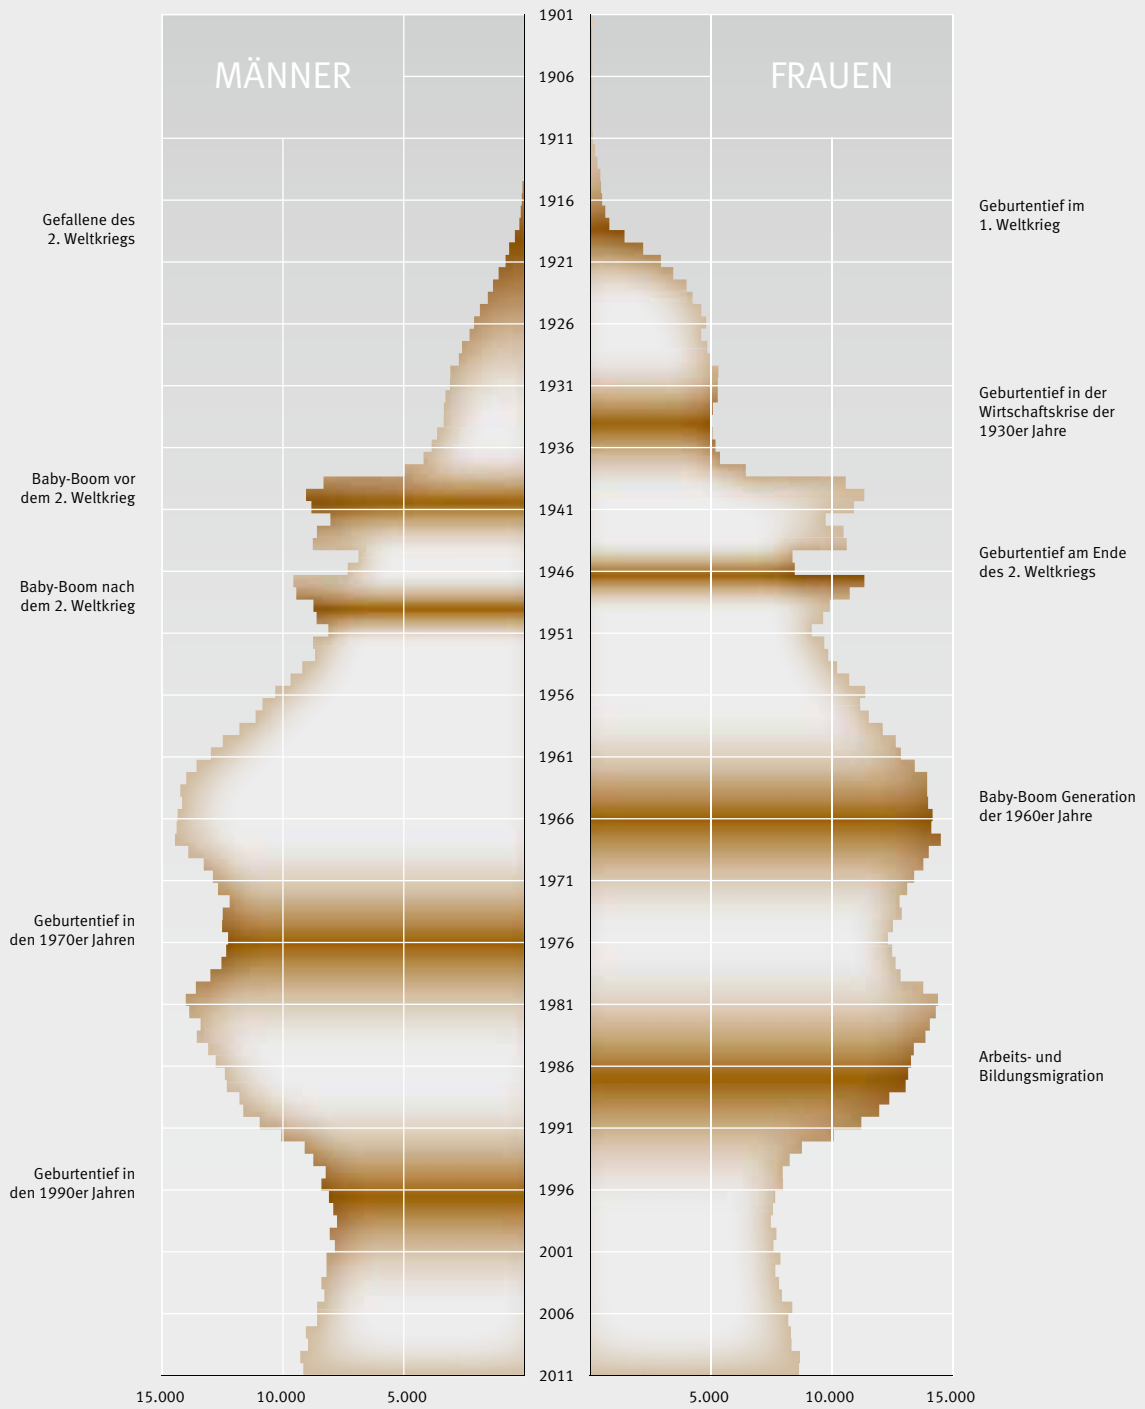 1901
MÄNNER
FRAUEN
1906
1911
1916
Gefallene des
2. Weltkriegs
Geburtentief im
1. Weltkrieg
1921
1926
1931
Geburtentief in der
Wirtschaftskrise der
1930er Jahre
1936
Baby-Boom vor
dem 2. Weltkrieg
1941
Geburtentief am Ende
des 2. Weltkriegs
1946
Baby-Boom nach
dem 2. Weltkrieg
1951
1956
1961
Baby-Boom Generation
der 1960er Jahre
1966
1971
Geburtentief in
den 1970er Jahren
1976
1981
Arbeits- und
Bildungsmigration
1986
1991
Geburtentief in
den 1990er Jahren
1996
2001
2006
2011
15.000 10.000 5.000 5.000 10.000 15.000